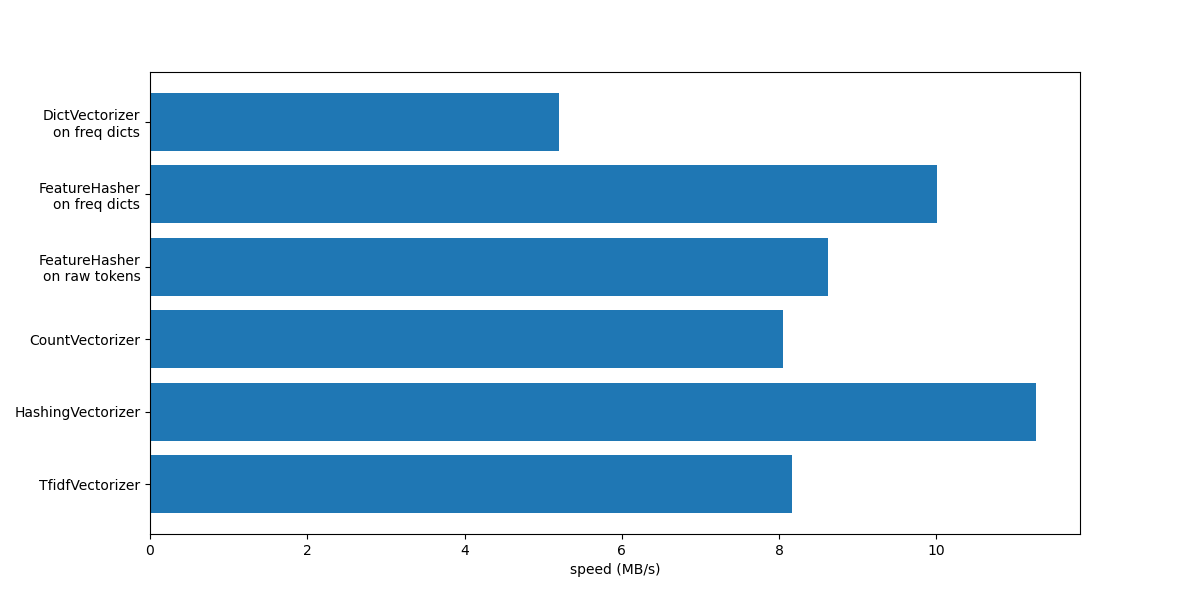 DictVectorizer
on freq dicts
FeatureHasher
on freq dicts
FeatureHasher
on raw tokens
CountVectorizer
HashingVectorizer
TfidfVectorizer
0 2 4 6 8 10
speed (MB/s)